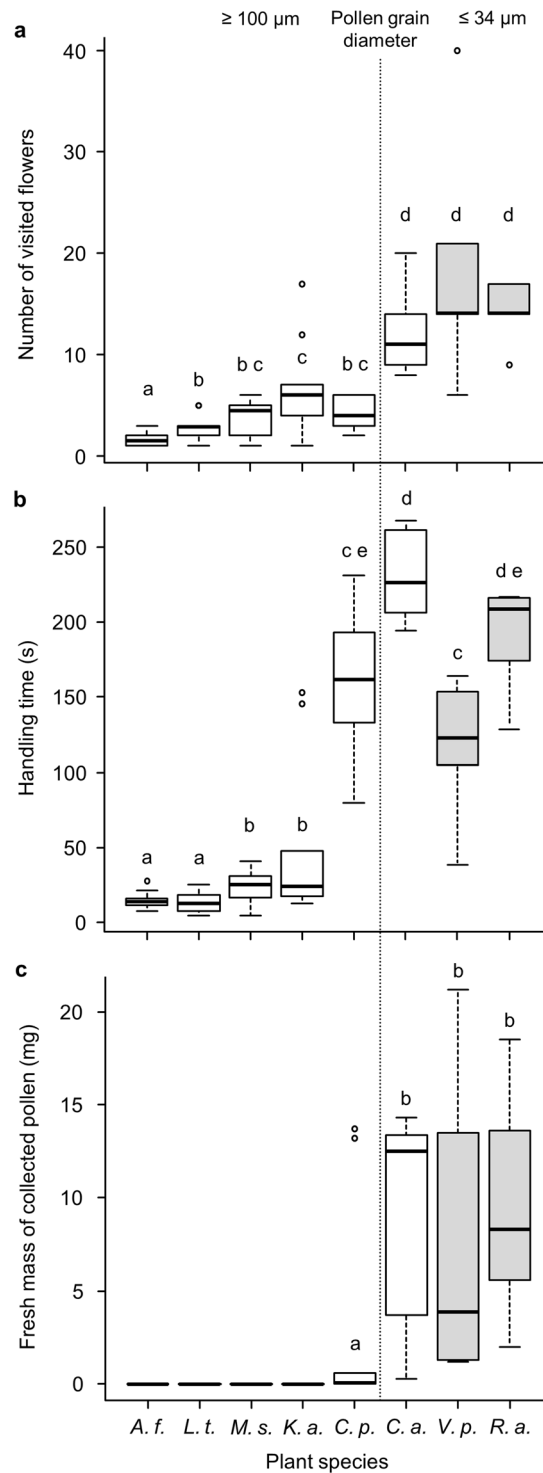 a
≥ 100 µm
Pollen grain
diameter
≤ 34 µm
Number of visited flowers
40
30
20
10
0
a
b
b c
c
b c
d
d
d
b
Handling time (s)
250
200
150
100
50
0
a
a
b
b
c e
d
c
d e
c
Fresh mass of collected pollen (mg)
20
15
10
5
0
a
b
b
b
A. f.
L. t.
M. s.
K. a.
C. p.
C. a.
V. p.
R. a.
Plant species